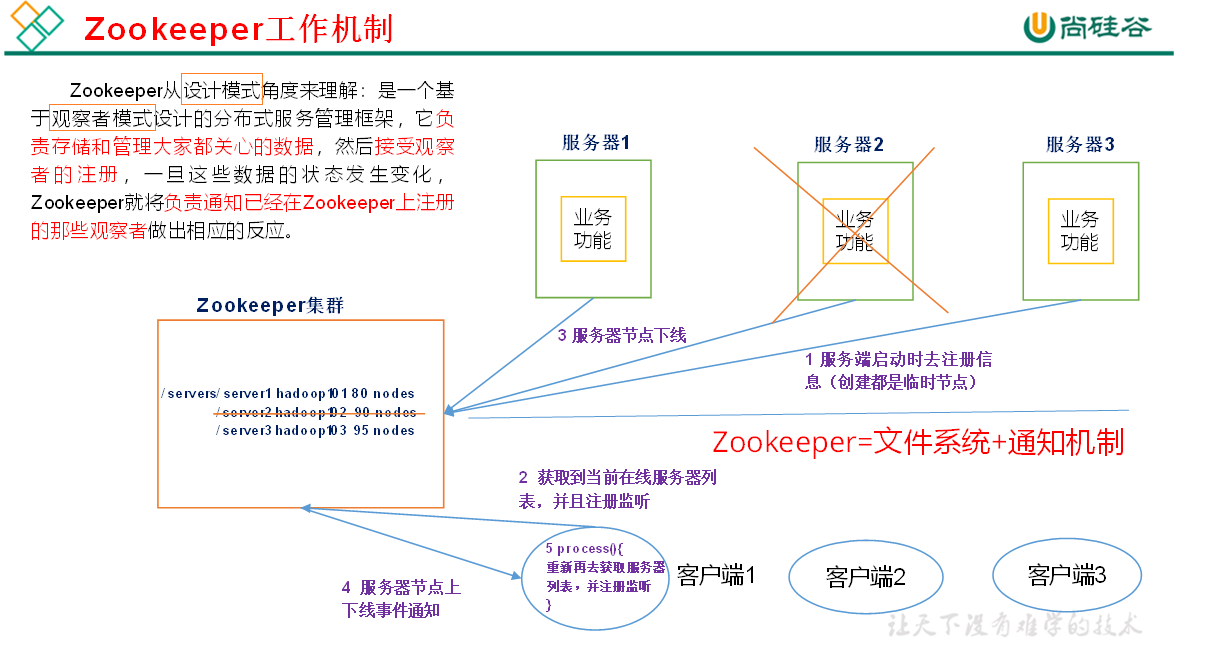 Zookeeper工作机制
尚硅谷
Zookeeper从设计模式角度来理解：是一个基
于观察者模式设计的分布式服务管理框架，它负
责存储和管理大家都关心的数据，然后接受观察
者的注册，一旦这些数据的状态发生变化，
Zookeeper就将负责通知已经在Zookeeper上注册
的那些观察者做出相应的反应。
服务器1
服务器2
服务器3
业务
功能
业务
功能
业务
功能
Zookeeper集群
3 服务器节点下线
1 服务端启动时去注册信
息（创建都是临时节点）
/servers/server1 hadoop101 80 nodes
/server2 hadoop102 90 nodes
/server3 hadoop103 95 nodes
Zookeeper=文件系统+通知机制
2 获取到当前在线服务器列
表，并且注册监听
5 process(){
重新再去获取服务器
列表，并注册监听
}
客户端1
客户端2
客户端3
4 服务器节点上
下线事件通知
让天下没有难学的技术